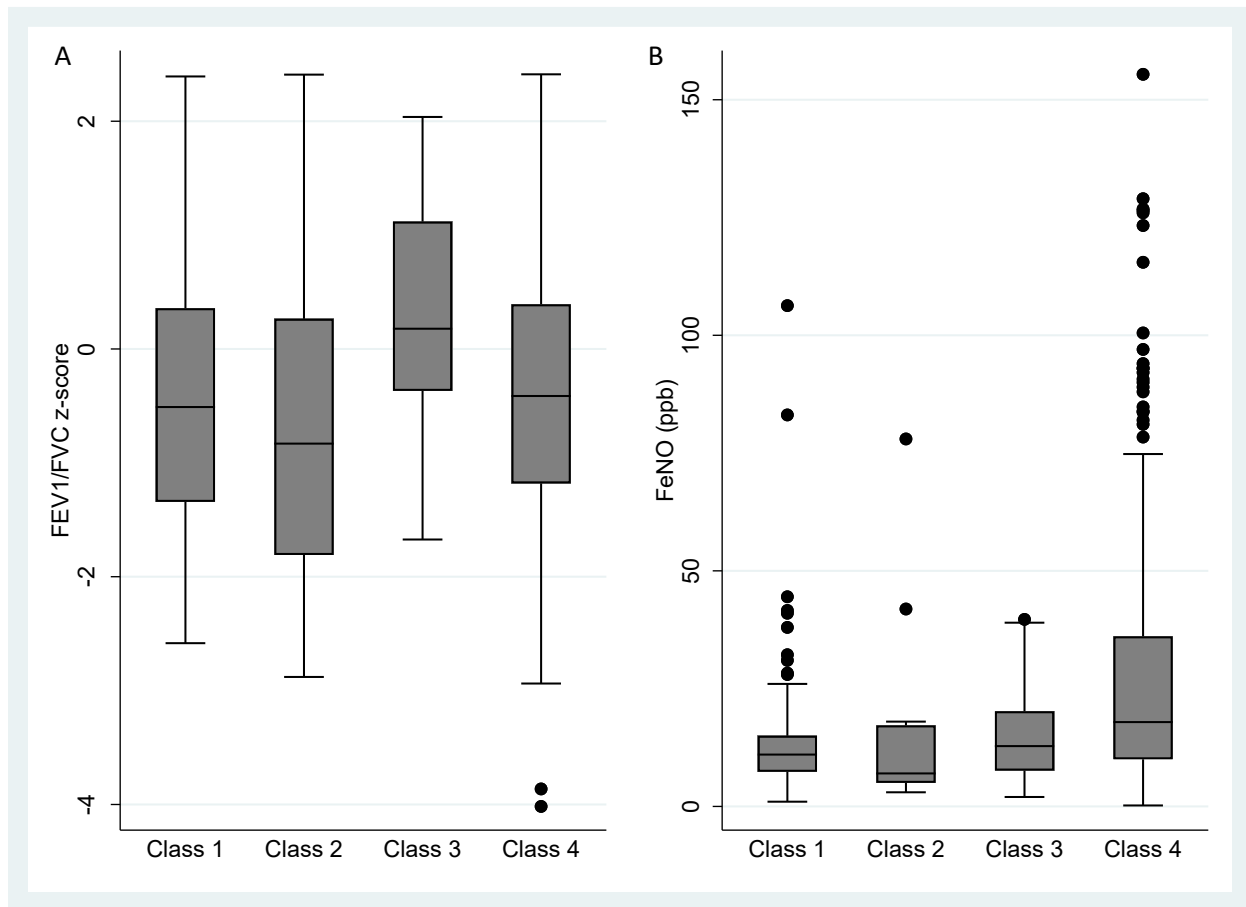 A
FEV1/FVC z-score
2
0
-2
-4
Class 1 Class 2 Class 3 Class 4
B
FeNO (ppb)
150
100
50
0
Class 1 Class 2 Class 3 Class 4